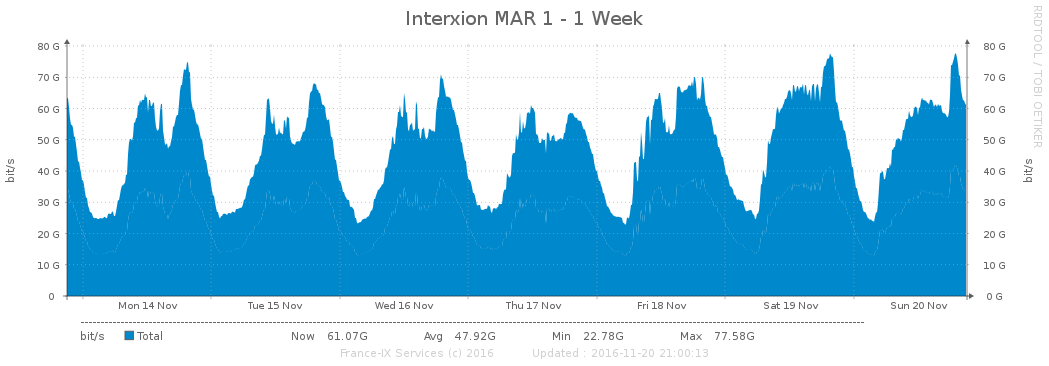 Interxion MAR 1 - 1 Week
RRDTOOL / TOBI OETIKER
80 G 80 G
70 G 70 G
60 G 60 G
50 G 50 G
40 G 40 G
30 G 30 G
20 G 20 G
10 G 10 G
0 0 G
bit/s bit/s
Mon 14 Nov Tue 15 Nov Wed 16 Nov Thu 17 Nov Fri 18 Nov Sat 19 Nov Sun 20 Nov
bit/s Total Now 61.07G Avg 47.92G Min 22.78G Max 77.58G
France-IX Services (c) 2016 Updated : 2016-11-20 21:00:13